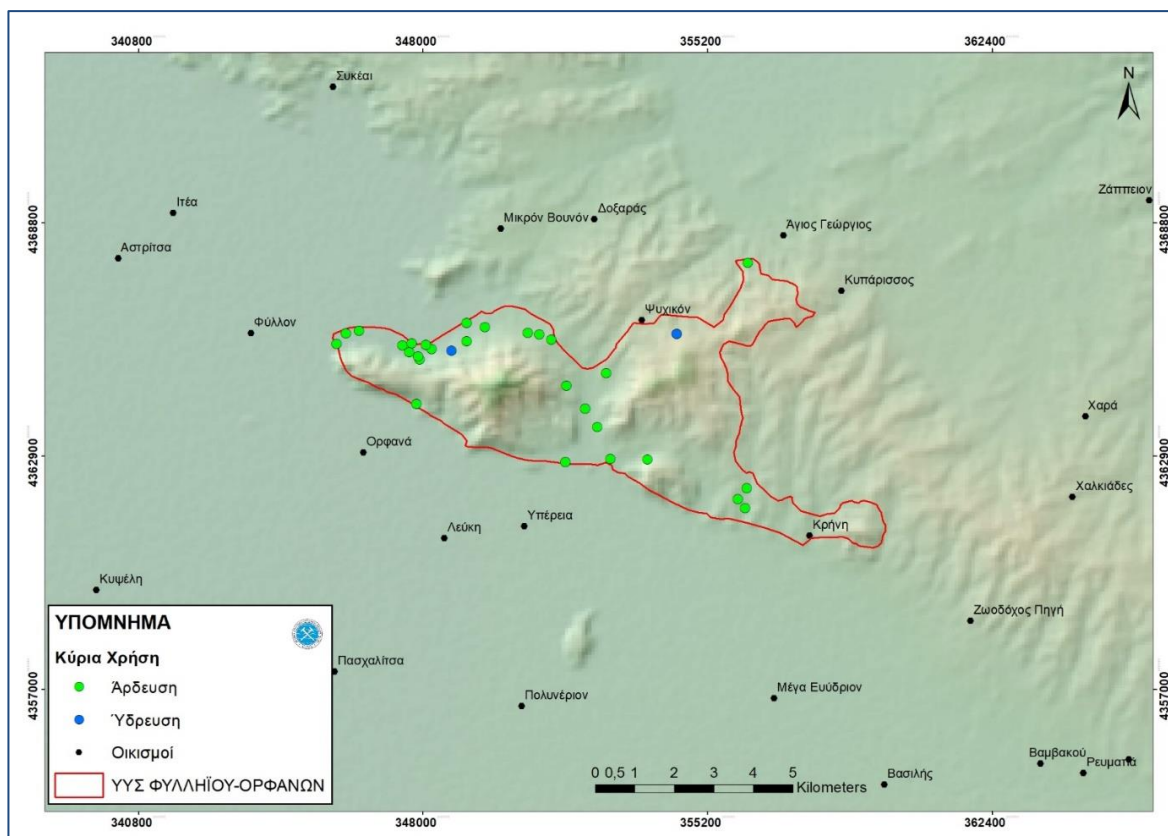 340800 348000 355200 362400
Συκέαι
N
Ζάππειον
Ιτέα
Δοξαράς
Μικρόν Βουνόν
Άγιος Γεώργιος
4368800 4368800
Αστρίτσα
Κυπάρισσος
Φύλλον
Ψυχικόν
Χαρά
Ορφανά
4362900 4362900
Χαλκιάδες
Υπέρεια
Λεύκη
Κρήνη
Κυψέλη
Ζωοδόχος Πηγή
ΥΠΟΜΝΗΜΑ
Κύρια Χρήση
Άρδευση
Ύδρευση
Οικισμοί
ΥΥΣ ΦΥΛΛΗΪΟΥ-ΟΡΦΑΝΩΝ
Πασχαλίτσα
Πολυνέριον
Μέγα Ευύδριον
4357000 4357000
Βαμβακού
Ρευματιά
Βασιλής
0 0,5 1 2 3 4 5
Kilometers
340800 348000 355200 362400